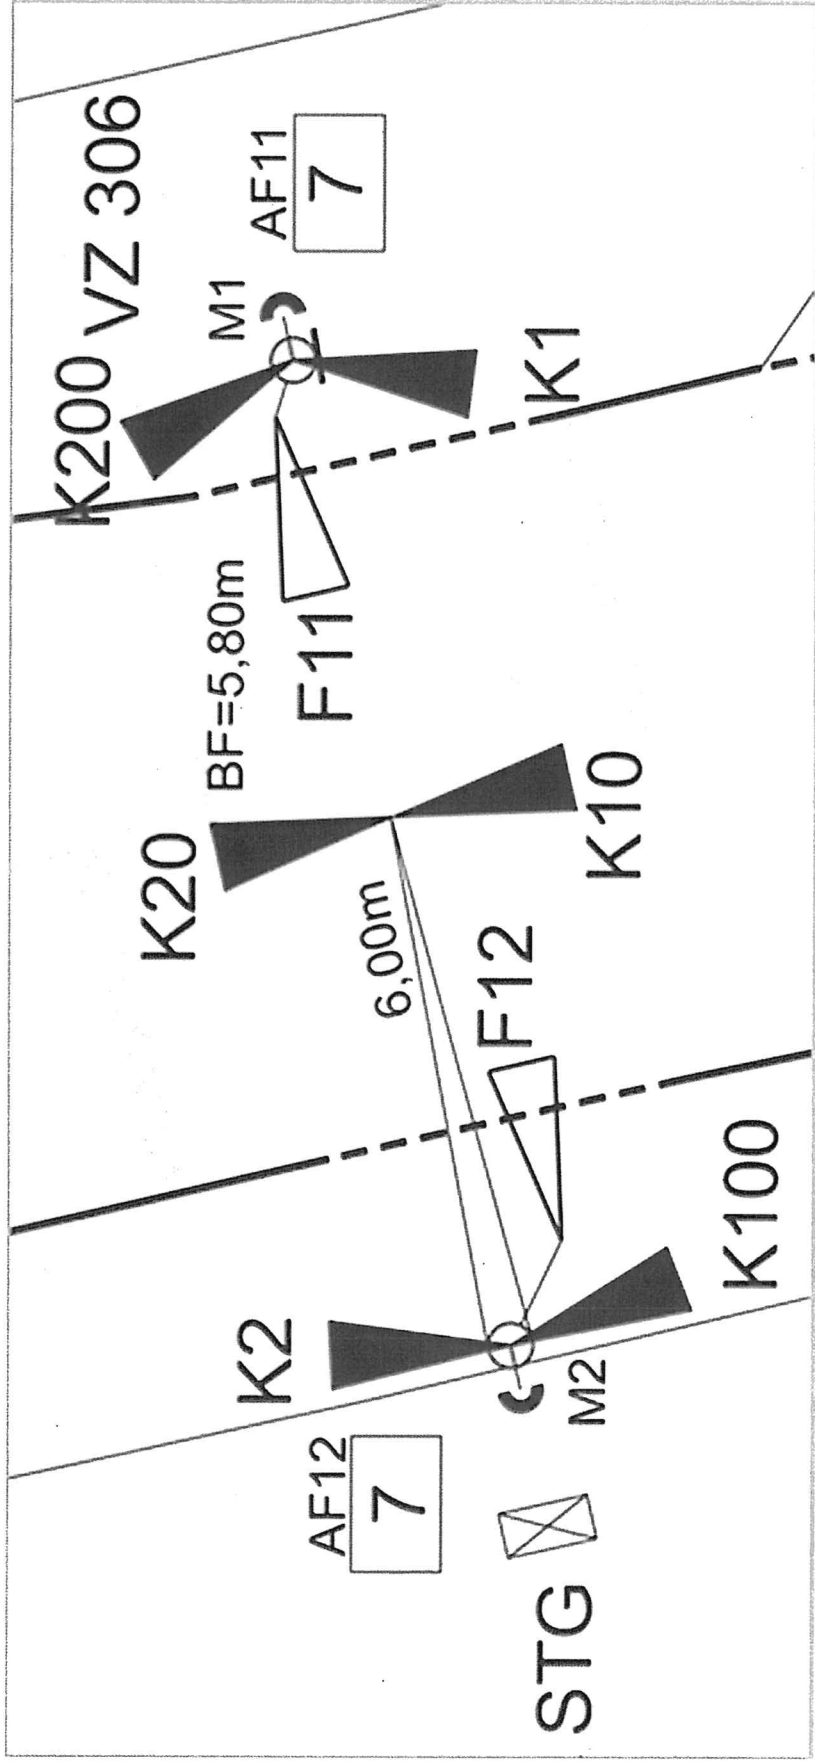 K200 VZ 306
M1
AF11
7
K1
BF=5,80m
F11
K20
6,00m
K10
F12
K2
K100
M2
AF12
7
STG